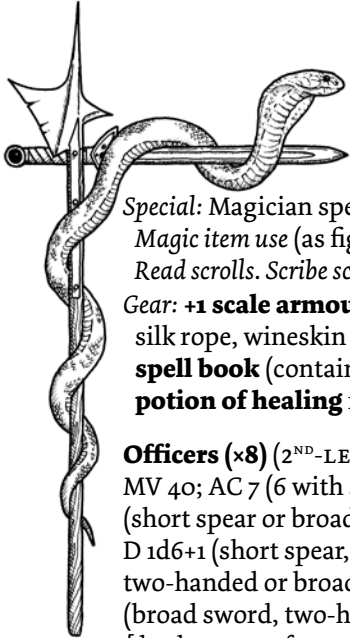 Special: Magician spe
Magic item use (as fig
Read scrolls. Scribe sc
Gear: +1 scale armou
silk rope, wineskin
spell book (contain
potion of healing
Officers (×8) (2ND-LE
MV 40; AC 7 (6 with
(short spear or broad
D 1d6+1 (short spear,
two-handed or broad
(broad sword, two-h